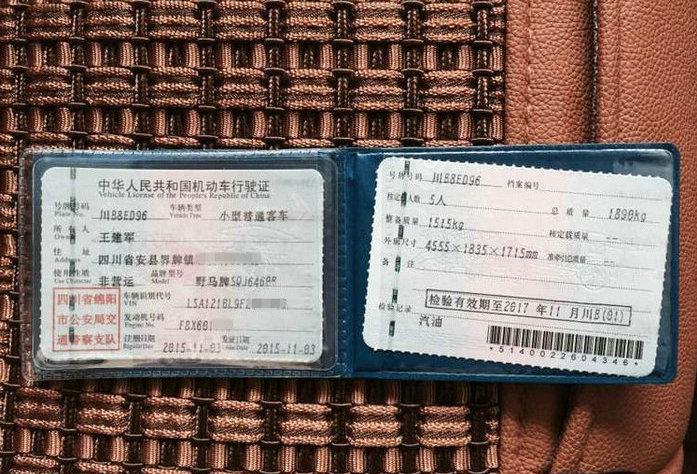 中华人民共和国机动车行驶证
Vehicle License of the People's Republic of China
号牌号码 川B8ED96 车辆类型 小型普通客车
Plate No. Vehicle Type
所有人 王建军
住址 四川省安县界牌镇
使用性质 非营运 品牌型号 野马牌SQJ6460
Use Character Model
四川省绵阳
市公安局交
通警察支队
车辆识别代号 LSA121BL9F
VIN
发动机号码 F8X601
Engine No.
注册日期 2015-11-03 发证日期 2015-11-03
Register Date Issue Date
号牌号码 川B8ED96 档案编号
核定载人数 5人 总质量 1890kg
整备质量 1515kg 核定载质量 --
外廓尺寸 4555×1835×1715mm 准牵引总质量 --
备注
检验有效期至2017年11月川B(01)
检验记录
汽油
*5140022604346*